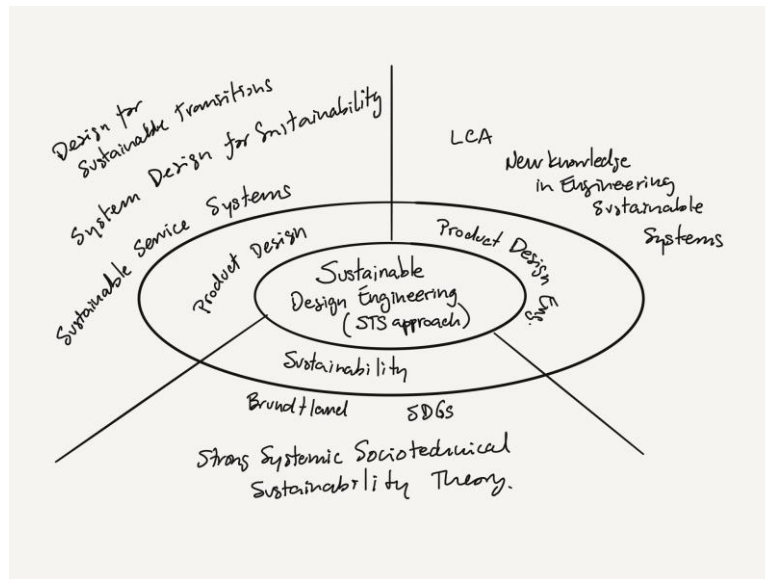 Design for
Sustainable Transitions
System Design for Sustainability
Sustainable Service Systems
Product Design
LCA
New knowledge
in Engineering
Sustainable
Systems
Product Design Eng.
Sustainable
Design Engineering
(STS approach)
Sustainability
Brundtland SDGs
Strong Systemic Sociotechnical
Sustainability Theory.